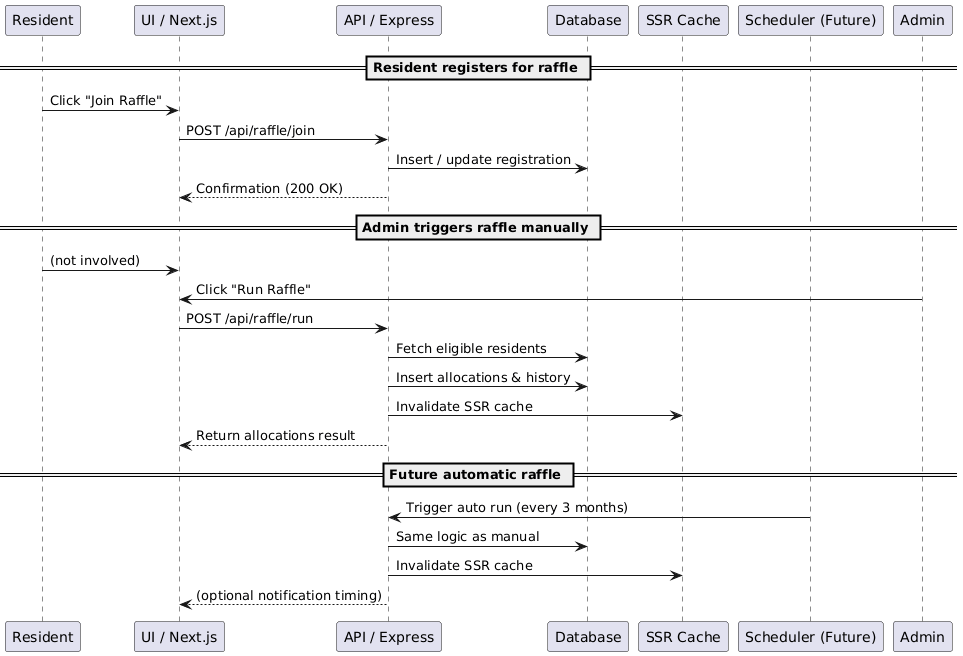 Resident
UI / Next.js
API / Express
Database
SSR Cache
Scheduler (Future)
Admin
Resident registers for raffle
Click "Join Raffle"
POST /api/raffle/join
Insert / update registration
Confirmation (200 OK)
Admin triggers raffle manually
(not involved)
Click "Run Raffle"
POST /api/raffle/run
Fetch eligible residents
Insert allocations & history
Invalidate SSR cache
Return allocations result
Future automatic raffle
Trigger auto run (every 3 months)
Same logic as manual
Invalidate SSR cache
(optional notification timing)
Resident
UI / Next.js
API / Express
Database
SSR Cache
Scheduler (Future)
Admin